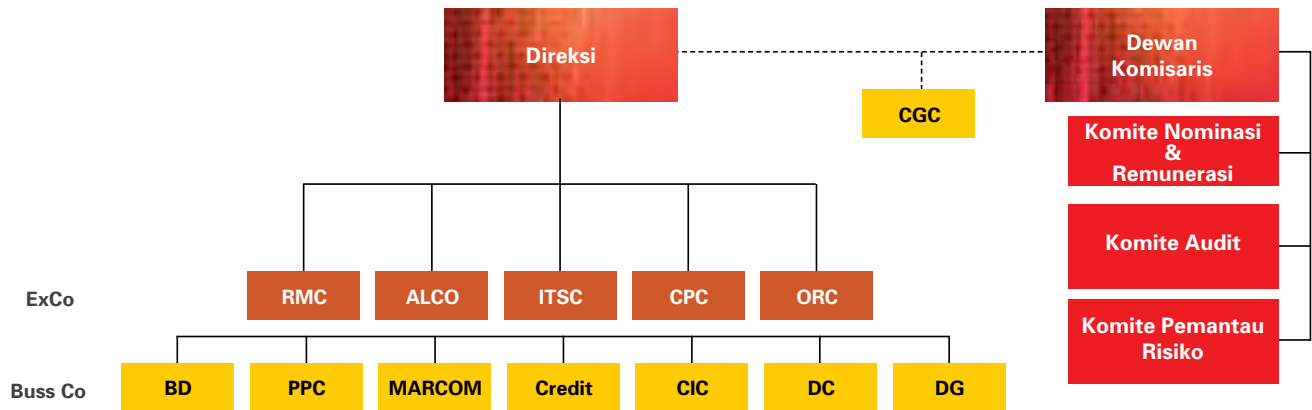 Direksi
Dewan
Komisaris
CGC
Komite Nominasi
&
Remunerasi
Komite Audit
Komite Pemantau
Risiko
ExCo
RMC
ALCO
ITSC
CPC
ORC
Buss Co
BD
PPC
MARCOM
Credit
CIC
DC
DG